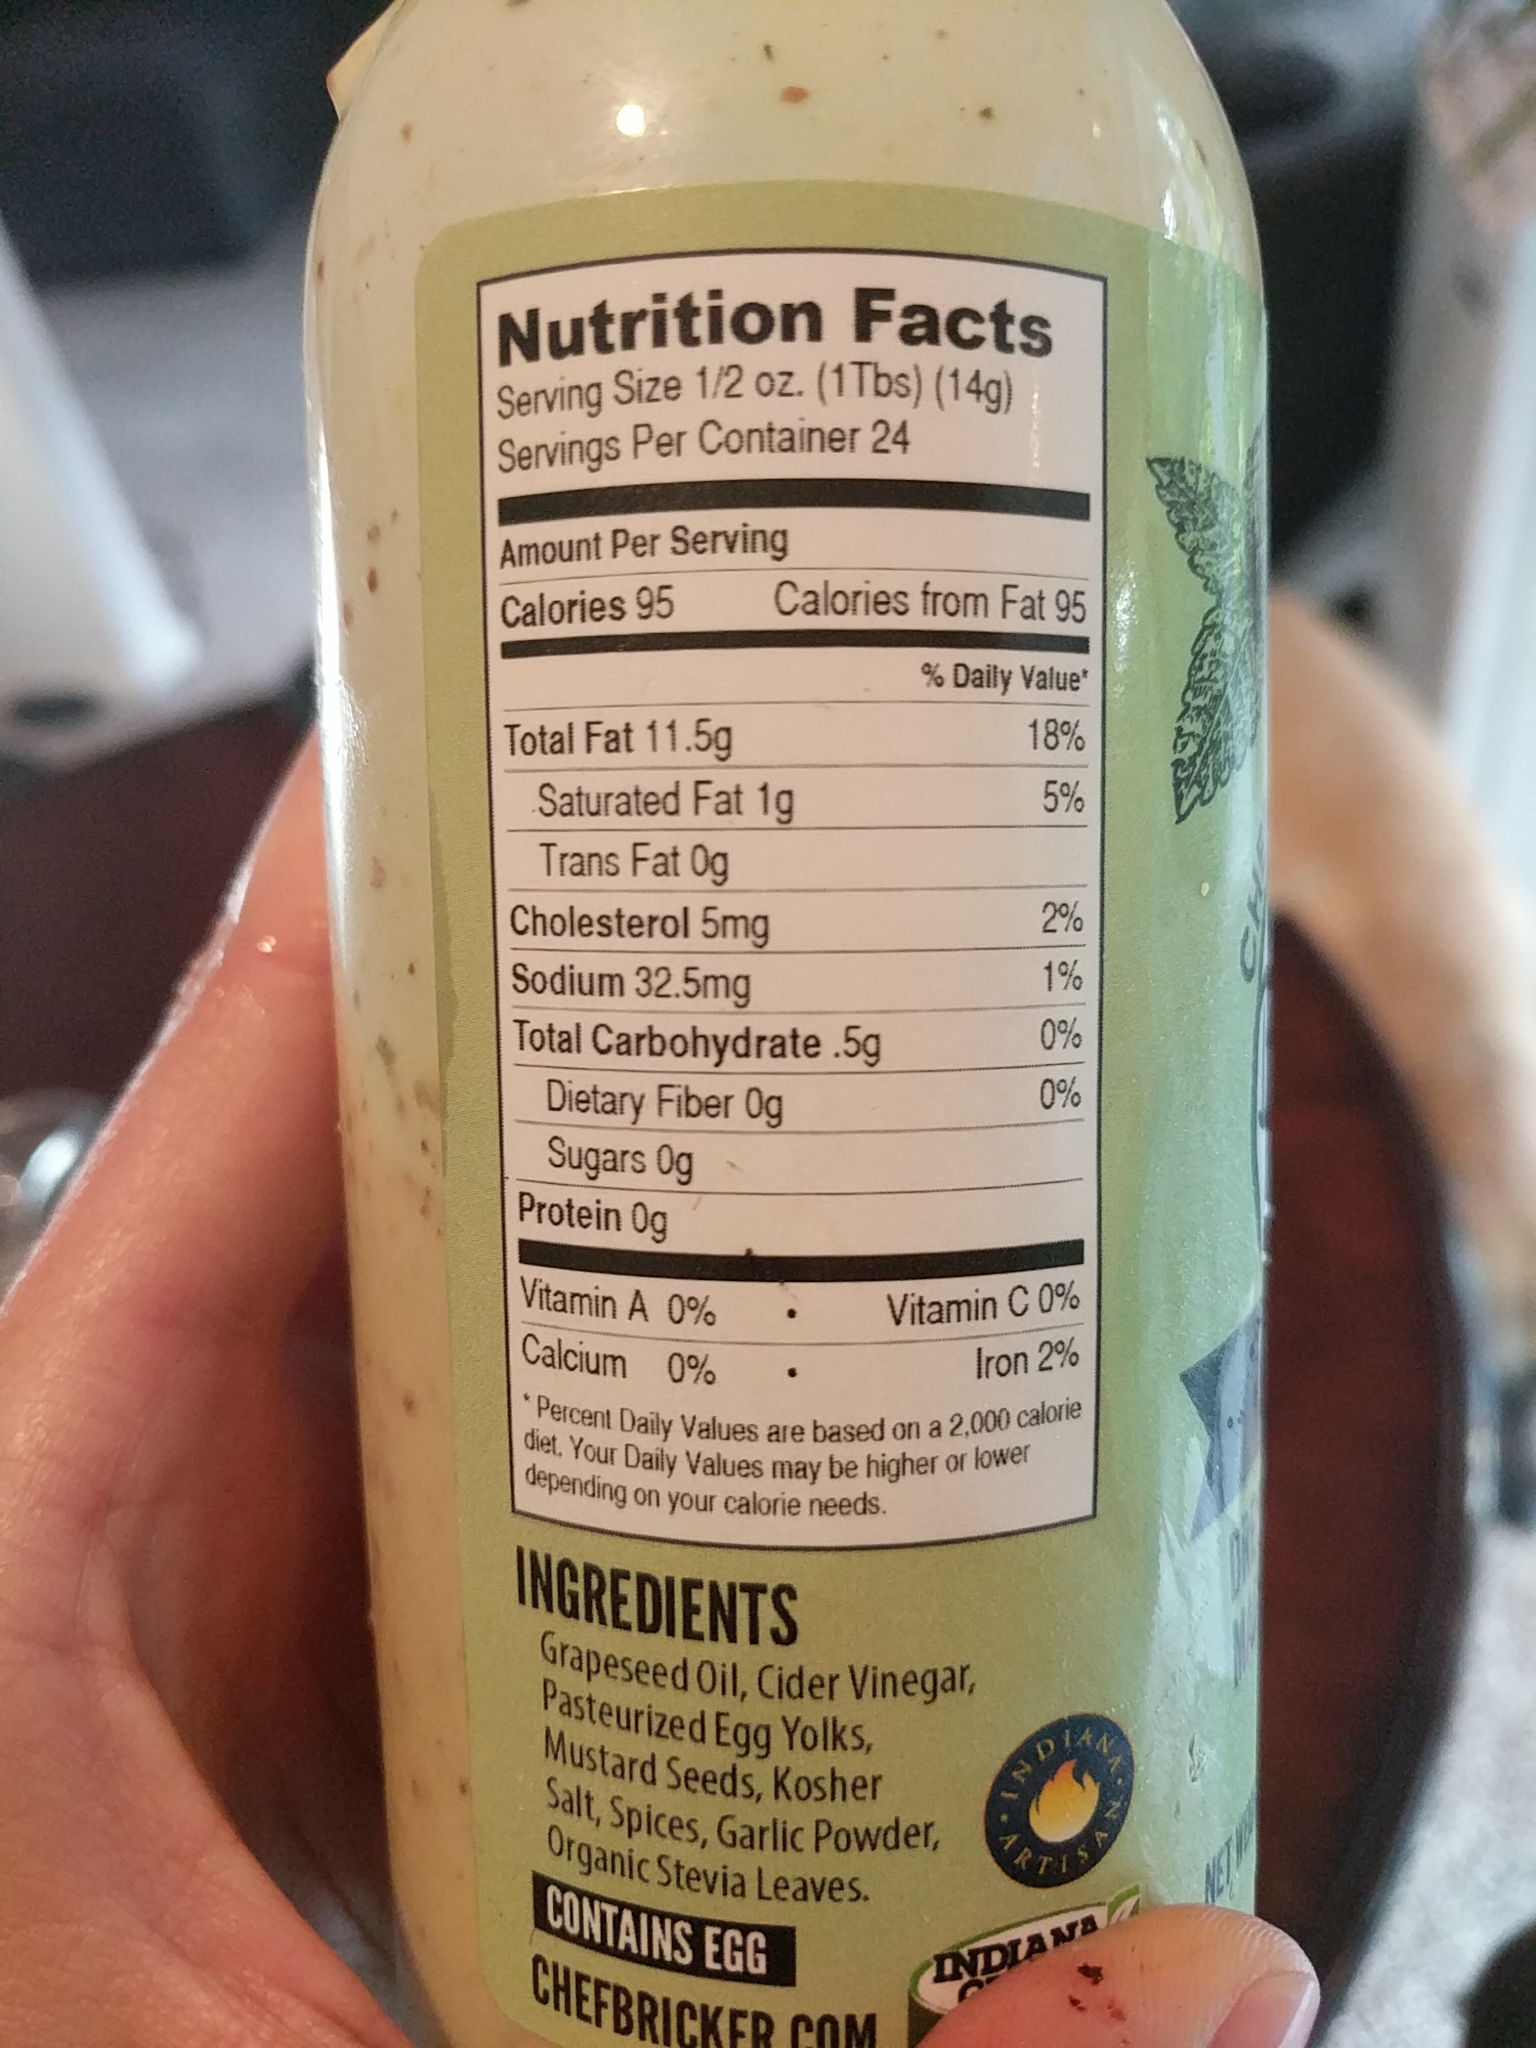 Nutrition Facts
Serving Size 1/2 oz. (1Tbs) (14g)
Servings Per Container 24
Amount Per Serving
Calories 95 Calories from Fat 95
% Daily Value*
Total Fat 11.5g 18%
Saturated Fat 1g 5%
Trans Fat 0g
Cholesterol 5mg 2%
Sodium 32.5mg 1%
Total Carbohydrate .5g 0%
Dietary Fiber 0g 0%
Sugars 0g
Protein 0g
Vitamin A 0% • Vitamin C 0%
Calcium 0% • Iron 2%
* Percent Daily Values are based on a 2,000 calorie
diet. Your Daily Values may be higher or lower
depending on your calorie needs.
INGREDIENTS
Grapeseed Oil, Cider Vinegar,
Pasteurized Egg Yolks,
Mustard Seeds, Kosher
Salt, Spices, Garlic Powder,
Organic Stevia Leaves.
CONTAINS EGG
CHEFBRICKER.COM
• INDIANA •
ARTISAN
INDIANA
NET